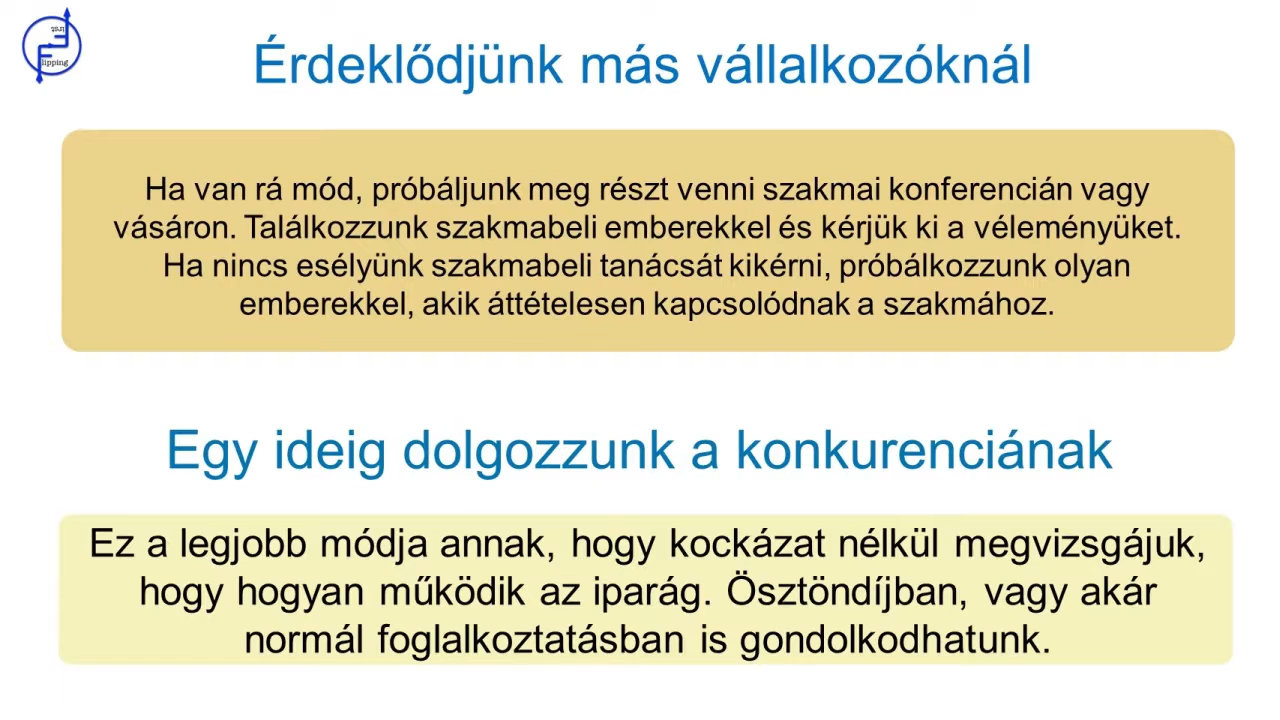 First
Flipping
Érdeklődjünk más vállalkozóknál
Ha van rá mód, próbáljunk meg részt venni szakmai konferencián vagy
vásáron. Találkozzunk szakmabeli emberekkel és kérjük ki a véleményüket.
Ha nincs esélyünk szakmabeli tanácsát kikérni, próbálkozzunk olyan
emberekkel, akik áttételesen kapcsolódnak a szakmához.
Egy ideig dolgozzunk a konkurenciának
Ez a legjobb módja annak, hogy kockázat nélkül megvizsgájuk,
hogy hogyan működik az iparág. Ösztöndíjban, vagy akár
normál foglalkoztatásban is gondolkodhatunk.